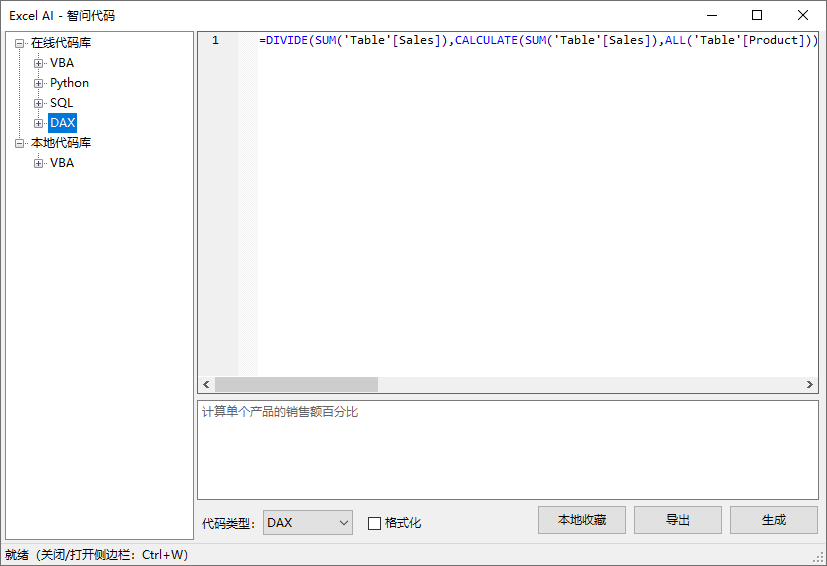 Excel AI - 智问代码
在线代码库
VBA
Python
SQL
DAX
本地代码库
VBA
1 =DIVIDE(SUM('Table'[Sales]),CALCULATE(SUM('Table'[Sales]),ALL('Table'[Product]))
计算单个产品的销售额百分比
代码类型: DAX 格式化 本地收藏 导出 生成
就绪（关闭/打开侧边栏：Ctrl+W）